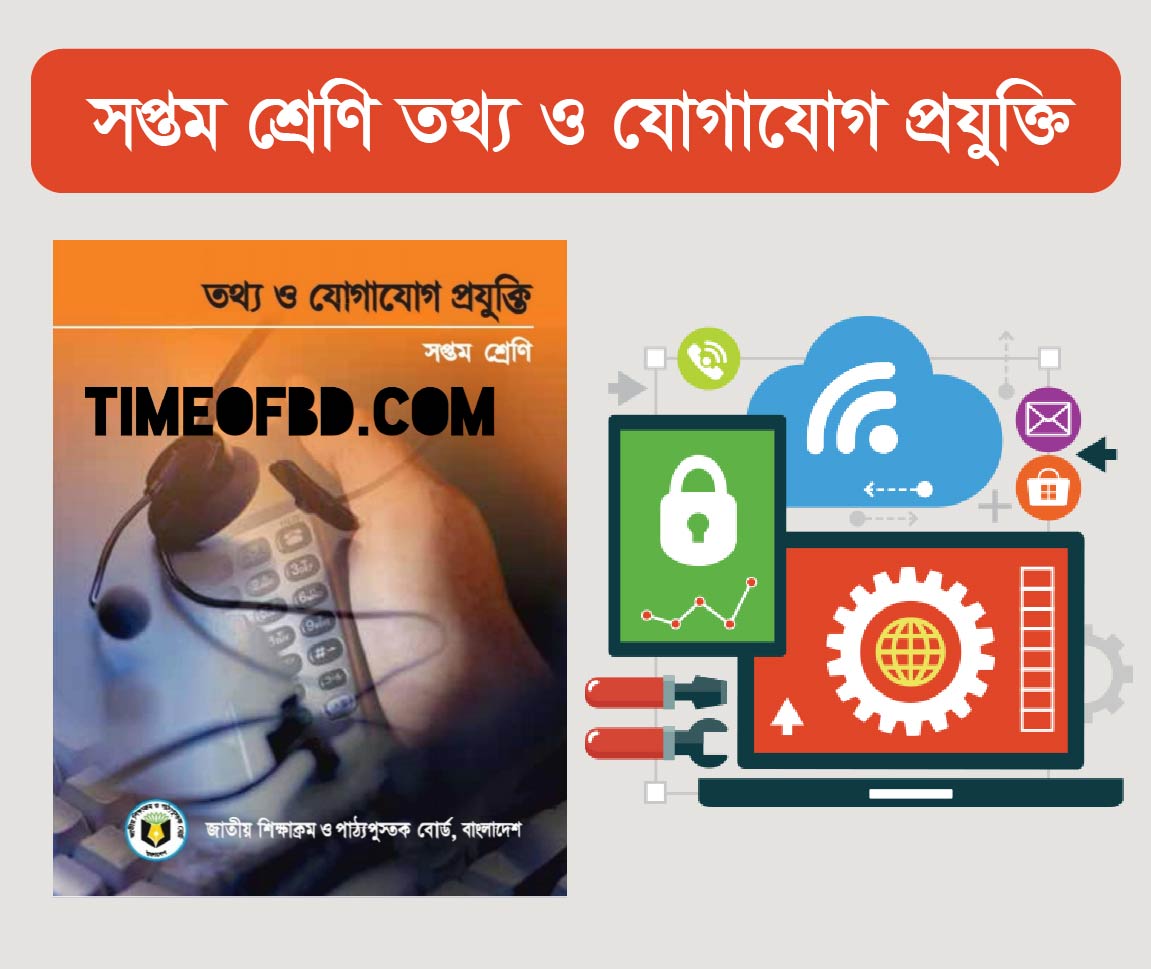 সপ্তম শ্রেণি তথ্য ও যোগাযোগ প্রযুক্তি
তথ্য ও যোগাযোগ প্রযুক্তি
সপ্তম শ্রেণি
TIMEOFBD.COM
জাতীয় শিক্ষাক্রম ও পাঠ্যপুস্তক বোর্ড, বাংলাদেশ